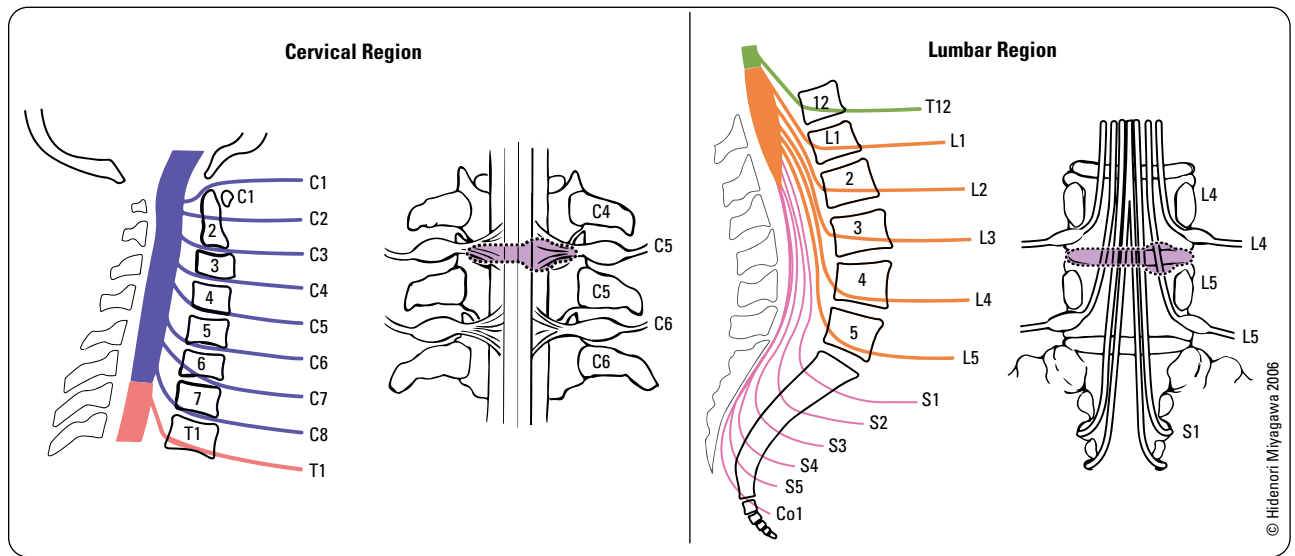 Cervical Region
C1
C1
C2
2
C3
3
C4
4
C5
5
C6
6
C7
7
C8
T1
T1
C4
C5
C5
C6
C6
Lumbar Region
12
T12
L1
L1
2
L2
3
L3
4
L4
5
L5
S1
S2
S3
S4
S5
Co1
L4
L4
L5
L5
S1
© Hidenori Miyagawa 2006